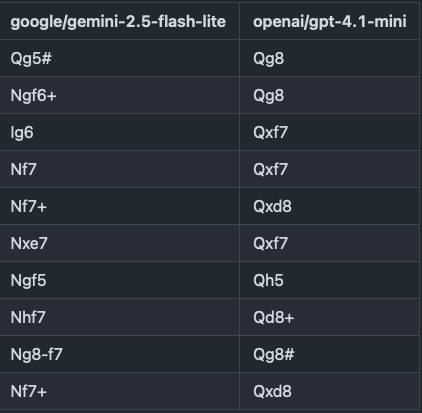 google/gemini-2.5-flash-lite openai/gpt-4.1-mini
Qg5# Qg8
Ngf6+ Qg8
Ig6 Qxf7
Nf7 Qxf7
Nf7+ Qxd8
Nxe7 Qxf7
Ngf5 Qh5
Nhf7 Qd8+
Ng8-f7 Qg8#
Nf7+ Qxd8